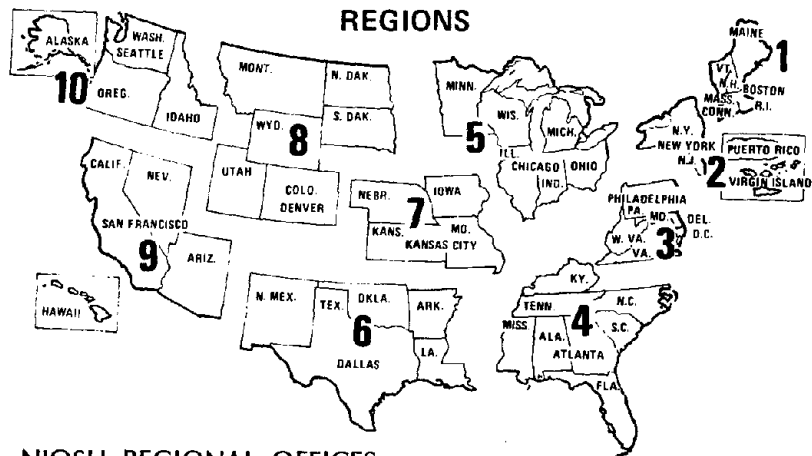 REGIONS
ALASKA
10
WASH.
SEATTLE
OREG.
IDAHO
MONT.
N. DAK.
S. DAK.
WYO.
8
UTAH
COLO.
DENVER
MINN.
WIS.
MICH.
5
ILL.
CHICAGO
IND.
OHIO
MAINE
1
VT.
N.H.
BOSTON
MASS.
R.I.
CONN.
N.Y.
NEW YORK
N.J.
2
PUERTO RICO
VIRGIN ISLAND
CALIF.
NEV.
SAN FRANCISCO
9
ARIZ.
HAWAII
NEBR.
IOWA
7
KANS.
MO.
KANSAS CITY
PHILADELPHIA
PA.
MD.
DEL.
D.C.
W. VA.
VA.
3
N. MEX.
TEX.
OKLA.
ARK.
6
DALLAS
LA.
KY.
TENN.
N.C.
4
S.C.
MISS.
ALA.
ATLANTA
FLA.
NIOSH REGIONAL OFFICES